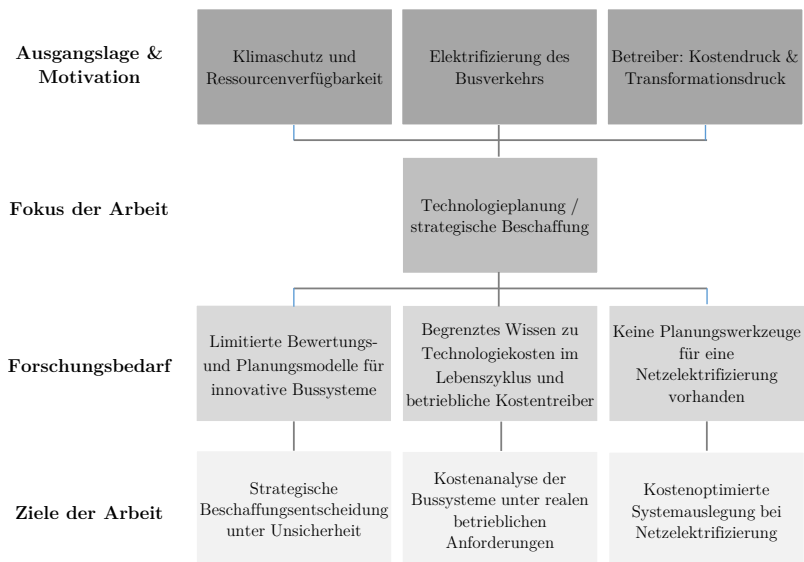 Ausgangslage &
Motivation
Klimaschutz und
Ressourcenverfügbarkeit
Elektrifizierung des
Busverkehrs
Betreiber: Kostendruck &
Transformationsdruck
Fokus der Arbeit
Technologieplanung /
strategische Beschaffung
Forschungsbedarf
Limitierte Bewertungs-
und Planungsmodelle für
innovative Bussysteme
Begrenztes Wissen zu
Technologiekosten im
Lebenszyklus und
betriebliche Kostentreiber
Keine Planungswerkzeuge
für eine
Netzelektrifizierung
vorhanden
Ziele der Arbeit
Strategische
Beschaffungsentscheidung
unter Unsicherheit
Kostenanalyse der
Bussysteme unter realen
betrieblichen
Anforderungen
Kostenoptimierte
Systemauslegung bei
Netzelektrifizierung